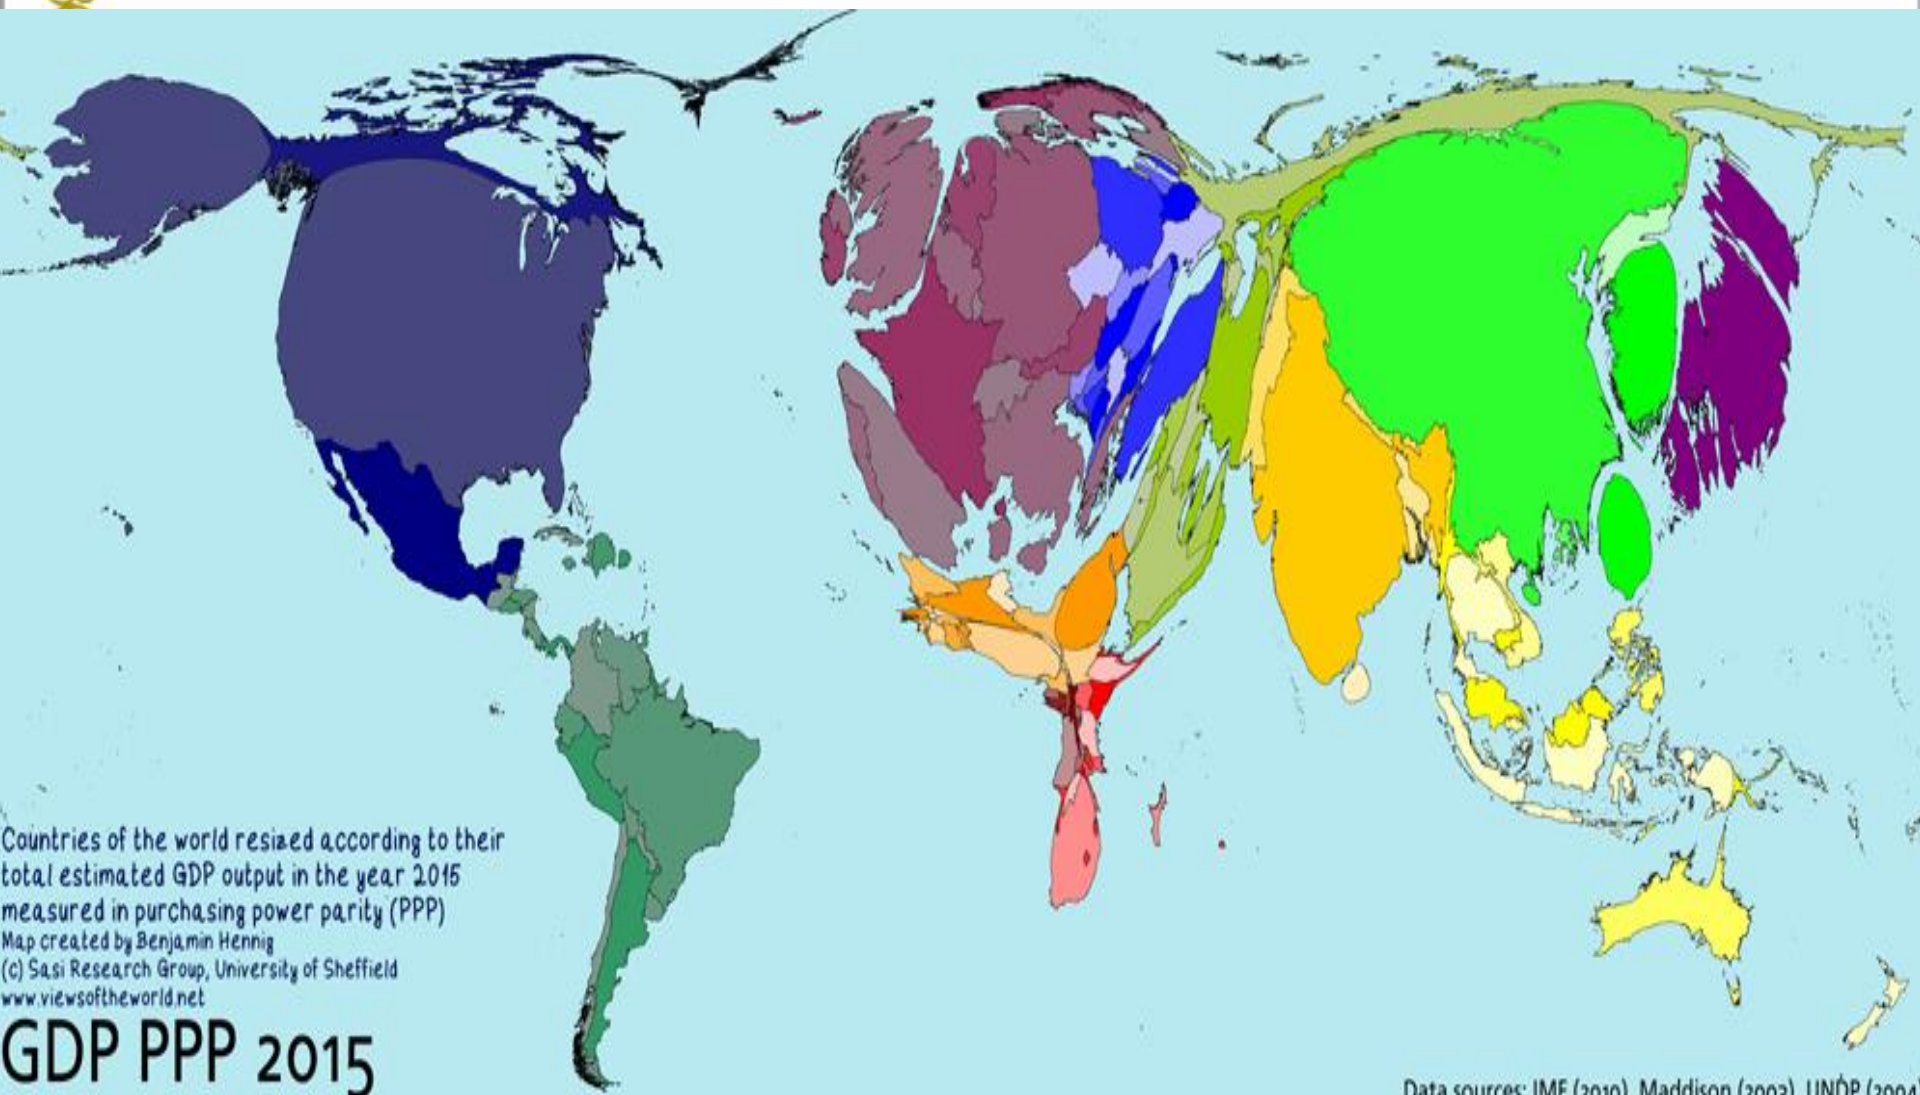 Countries of the world resized according to their
total estimated GDP output in the year 2015
measured in purchasing power parity (PPP)
Map created by Benjamin Hennig
(c) Sasi Research Group, University of Sheffield
www.viewsoftheworld.net
GDP PPP 2015
Data sources: IMF (2010), Maddison (2003), UNDP (2004)